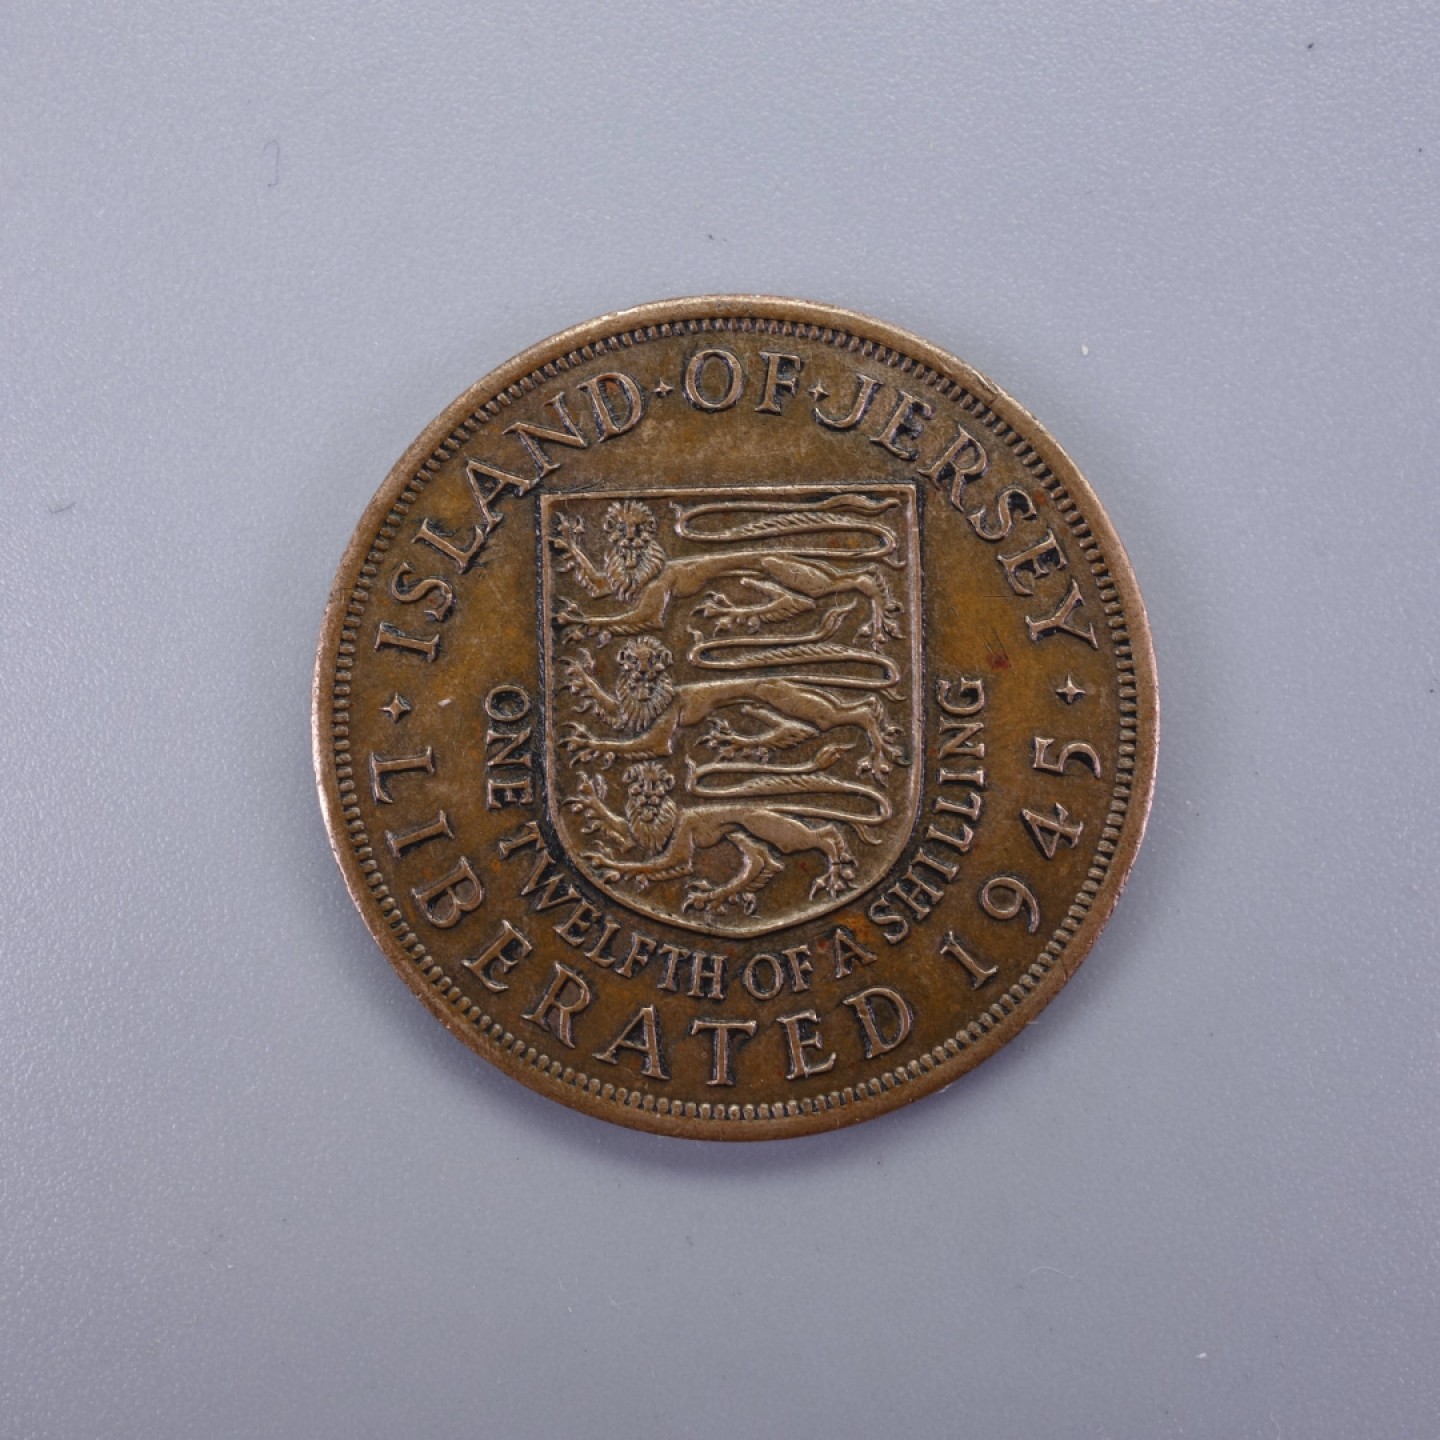 ISLAND · OF · JERSEY
LIBERATED 1945
ONE TWELFTH OF A SHILLING